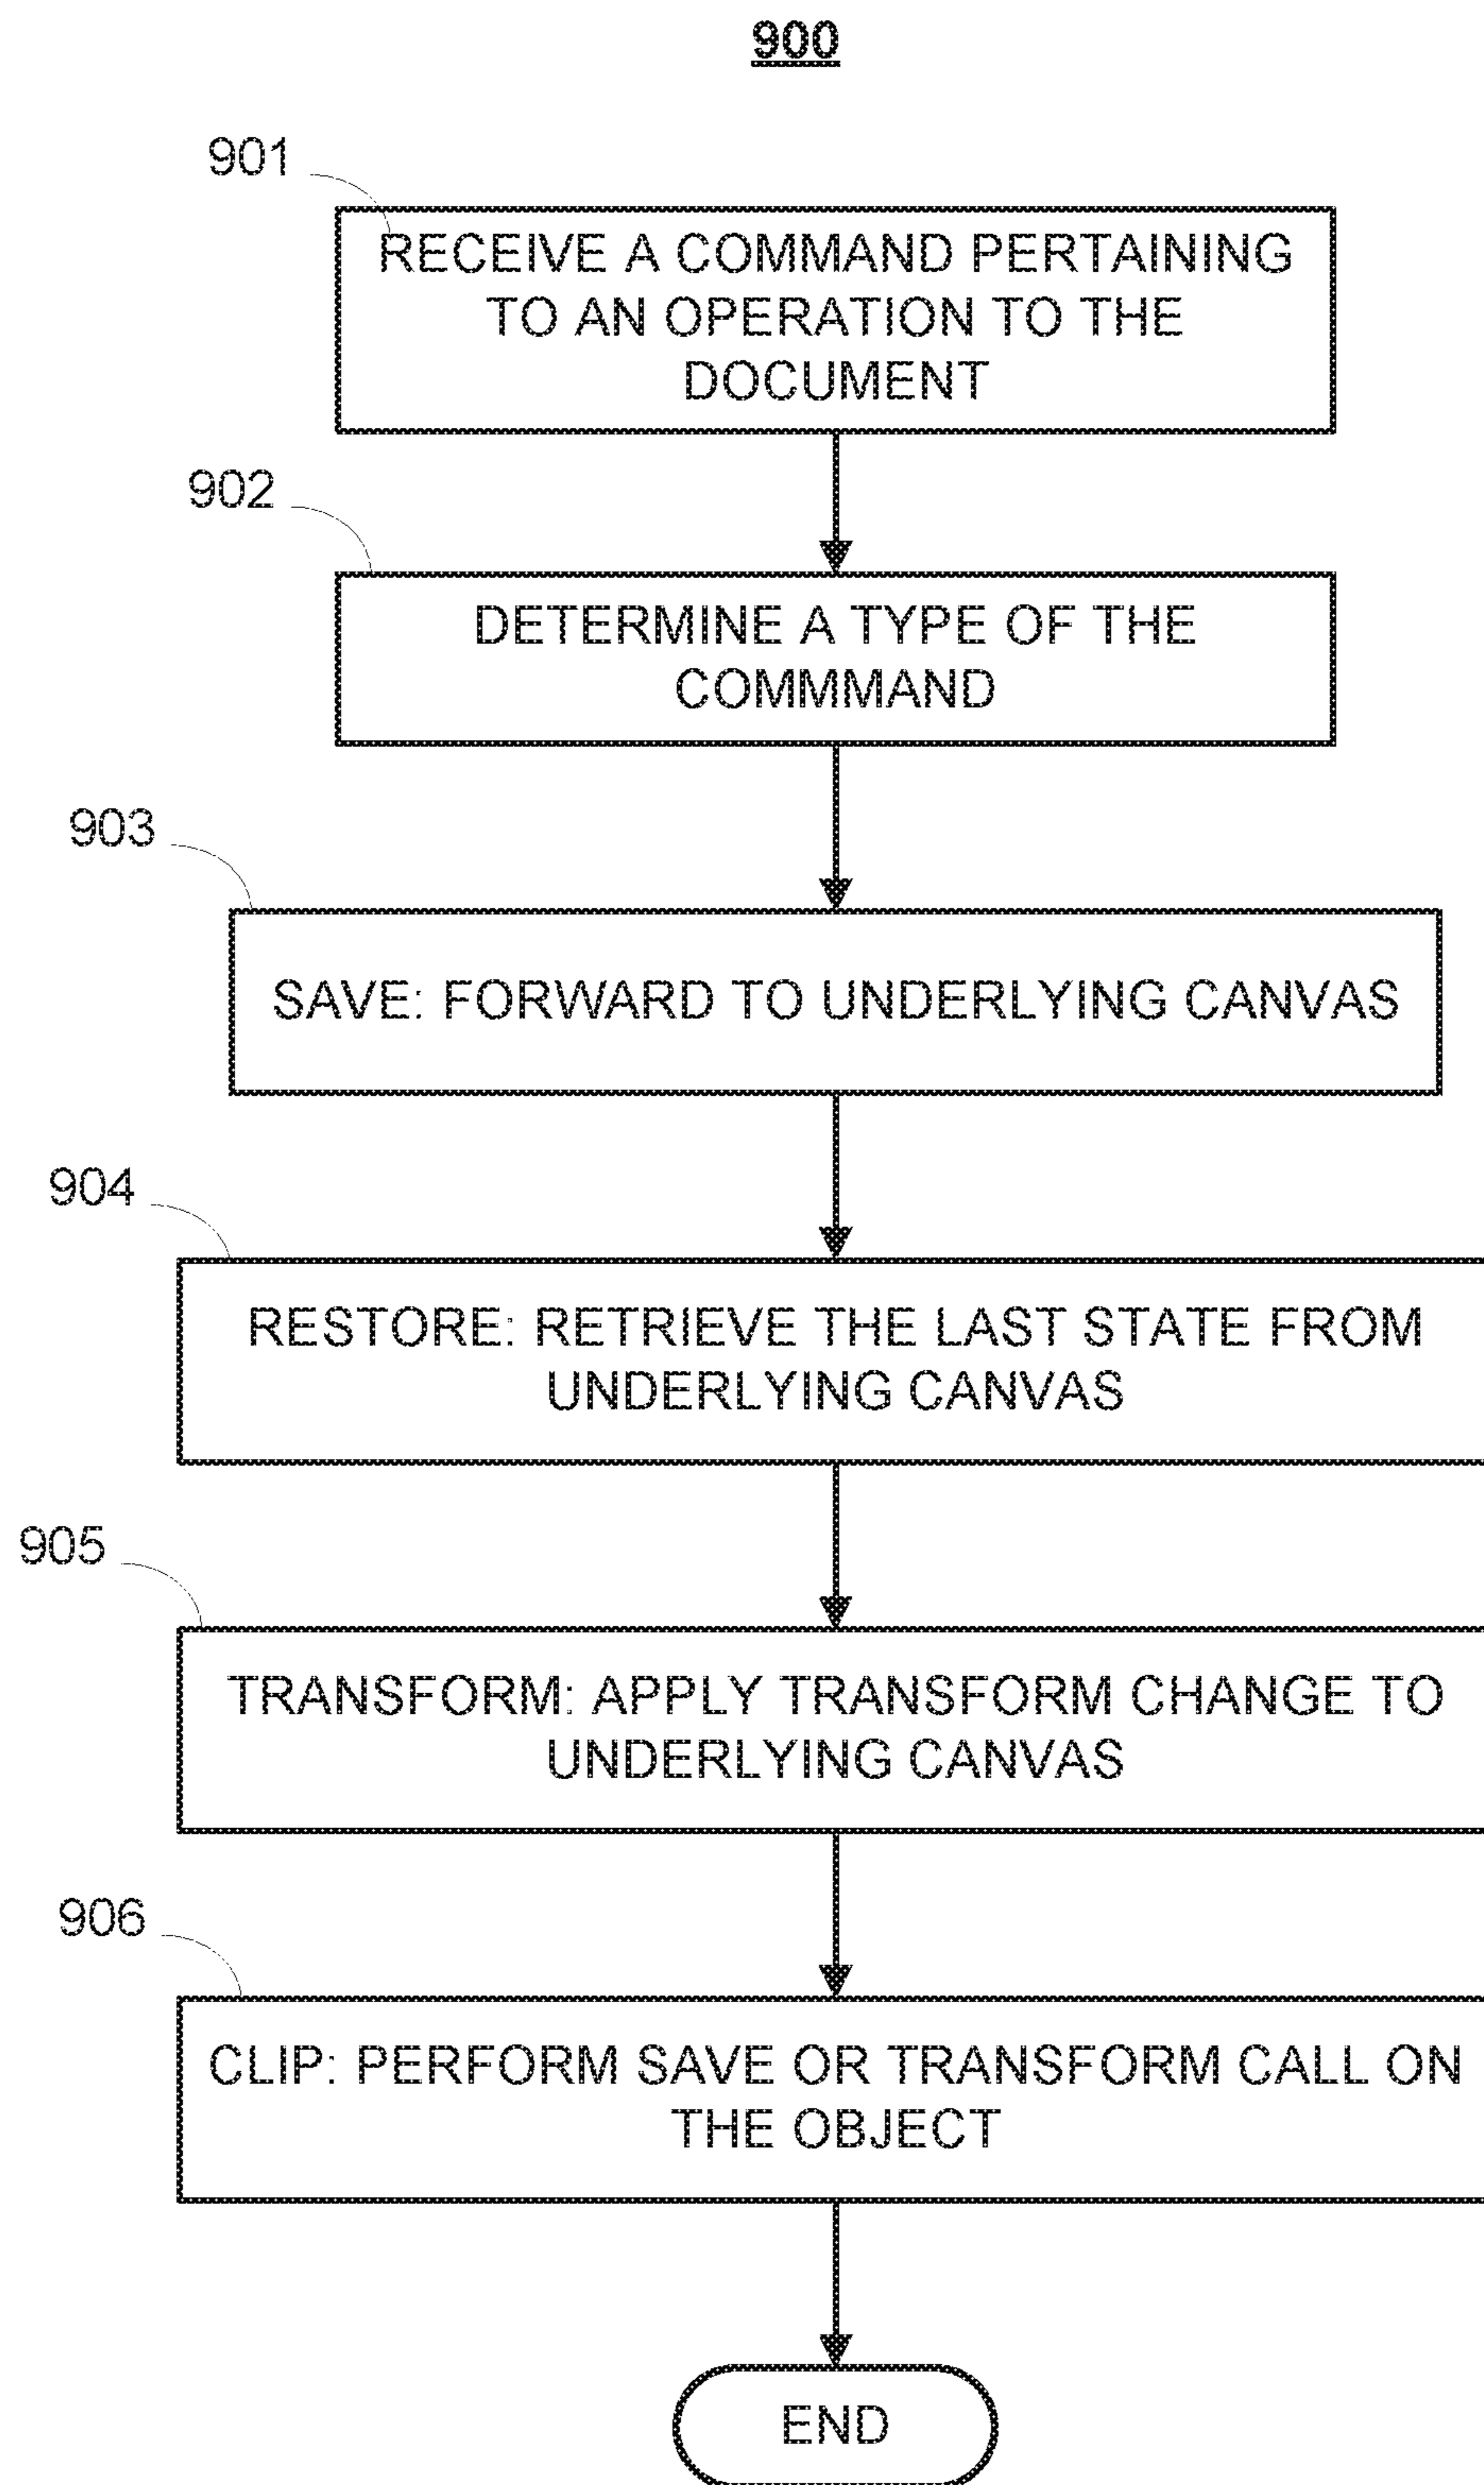 900
901
RECEIVE A COMMAND PERTAINING
TO AN OPERATION TO THE
DOCUMENT
902
DETERMINE A TYPE OF THE
COMMMAND
903
SAVE: FORWARD TO UNDERLYING CANVAS
904
RESTORE: RETRIEVE THE LAST STATE FROM
UNDERLYING CANVAS
905
TRANSFORM: APPLY TRANSFORM CHANGE TO
UNDERLYING CANVAS
906
CLIP: PERFORM SAVE OR TRANSFORM CALL ON
THE OBJECT
END